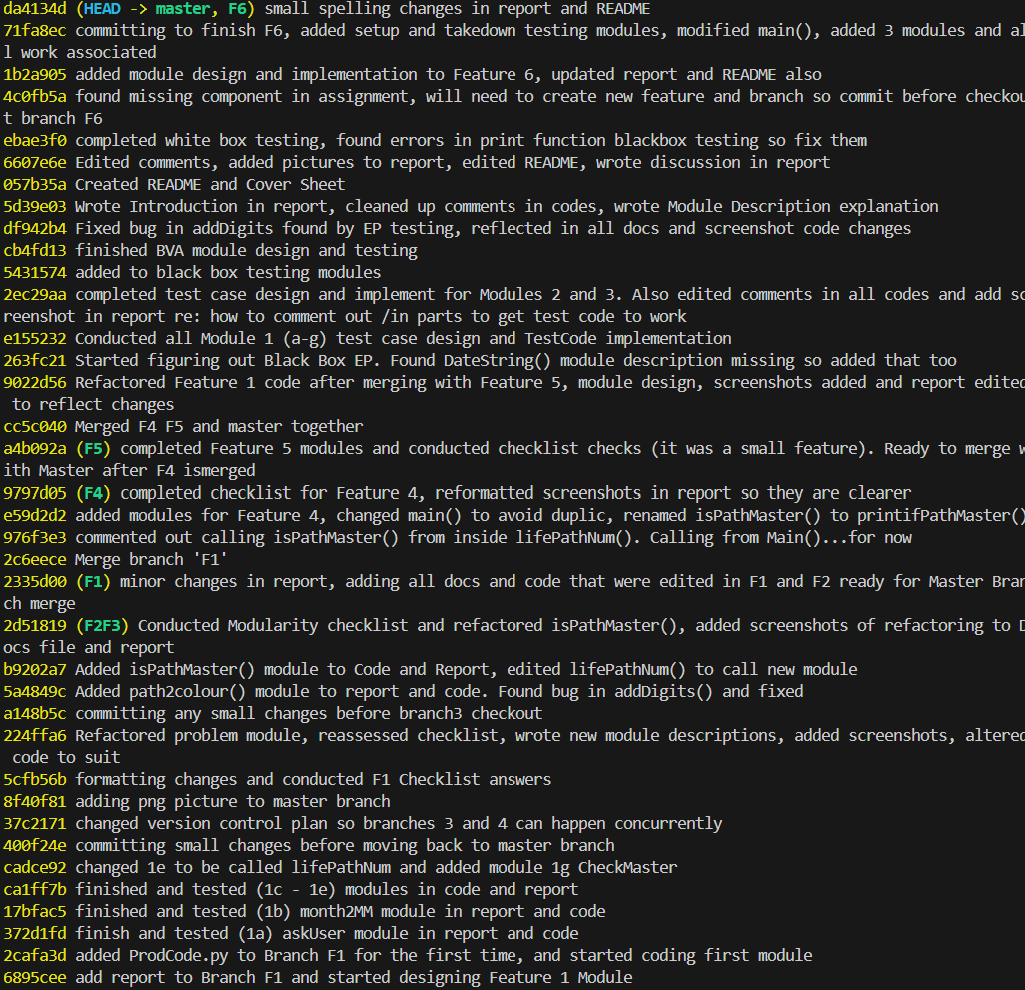 da4134d (HEAD -> master, F6) small spelling changes in report and README
71fa8ec committing to finish F6, added setup and takedown testing modules, modified main(), added 3 modules and al
l work associated
1b2a905 added module design and implementation to Feature 6, updated report and README also
4c0fb5a found missing component in assignment, will need to create new feature and branch so commit before checkou
t branch F6
ebae3f0 completed white box testing, found errors in print function blackbox testing so fix them
6607e6e Edited comments, added pictures to report, edited README, wrote discussion in report
057b35a Created README and Cover Sheet
5d39e03 Wrote Introduction in report, cleaned up comments in codes, wrote Module Description explanation
df942b4 Fixed bug in addDigits found by EP testing, reflected in all docs and screenshot code changes
cb4fd13 finished BVA module design and testing
5431574 added to black box testing modules
2ec29aa completed test case design and implement for Modules 2 and 3. Also edited comments in all codes and add sc
reenshot in report re: how to comment out /in parts to get test code to work
e155232 Conducted all Module 1 (a-g) test case design and TestCode implementation
263fc21 Started figuring out Black Box EP. Found DateString() module description missing so added that too
9022d56 Refactored Feature 1 code after merging with Feature 5, module design, screenshots added and report edited
 to reflect changes
cc5c040 Merged F4 F5 and master together
a4b092a (F5) completed Feature 5 modules and conducted checklist checks (it was a small feature). Ready to merge w
ith Master after F4 ismerged
9797d05 (F4) completed checklist for Feature 4, reformatted screenshots in report so they are clearer
e59d2d2 added modules for Feature 4, changed main() to avoid duplic, renamed isPathMaster() to printifPathMaster()
976f3e3 commented out calling isPathMaster() from inside lifePathNum(). Calling from Main()...for now
2c6eece Merge branch 'F1'
2335d00 (F1) minor changes in report, adding all docs and code that were edited in F1 and F2 ready for Master Bran
ch merge
2d51819 (F2F3) Conducted Modularity checklist and refactored isPathMaster(), added screenshots of refactoring to D
ocs file and report
b9202a7 Added isPathMaster() module to Code and Report, edited lifePathNum() to call new module
5a4849c Added path2colour() module to report and code. Found bug in addDigits() and fixed
a148b5c committing any small changes before branch3 checkout
224ffa6 Refactored problem module, reassessed checklist, wrote new module descriptions, added screenshots, altered
 code to suit
5cfb56b formatting changes and conducted F1 Checklist answers
8f40f81 adding png picture to master branch
37c2171 changed version control plan so branches 3 and 4 can happen concurrently
400f24e committing small changes before moving back to master branch
cadce92 changed 1e to be called lifePathNum and added module 1g CheckMaster
ca1ff7b finished and tested (1c - 1e) modules in code and report
17bfac5 finished and tested (1b) month2MM module in report and code
372d1fd finish and tested (1a) askUser module in report and code
2cafa3d added ProdCode.py to Branch F1 for the first time, and started coding first module
6895cee add report to Branch F1 and started designing Feature 1 Module